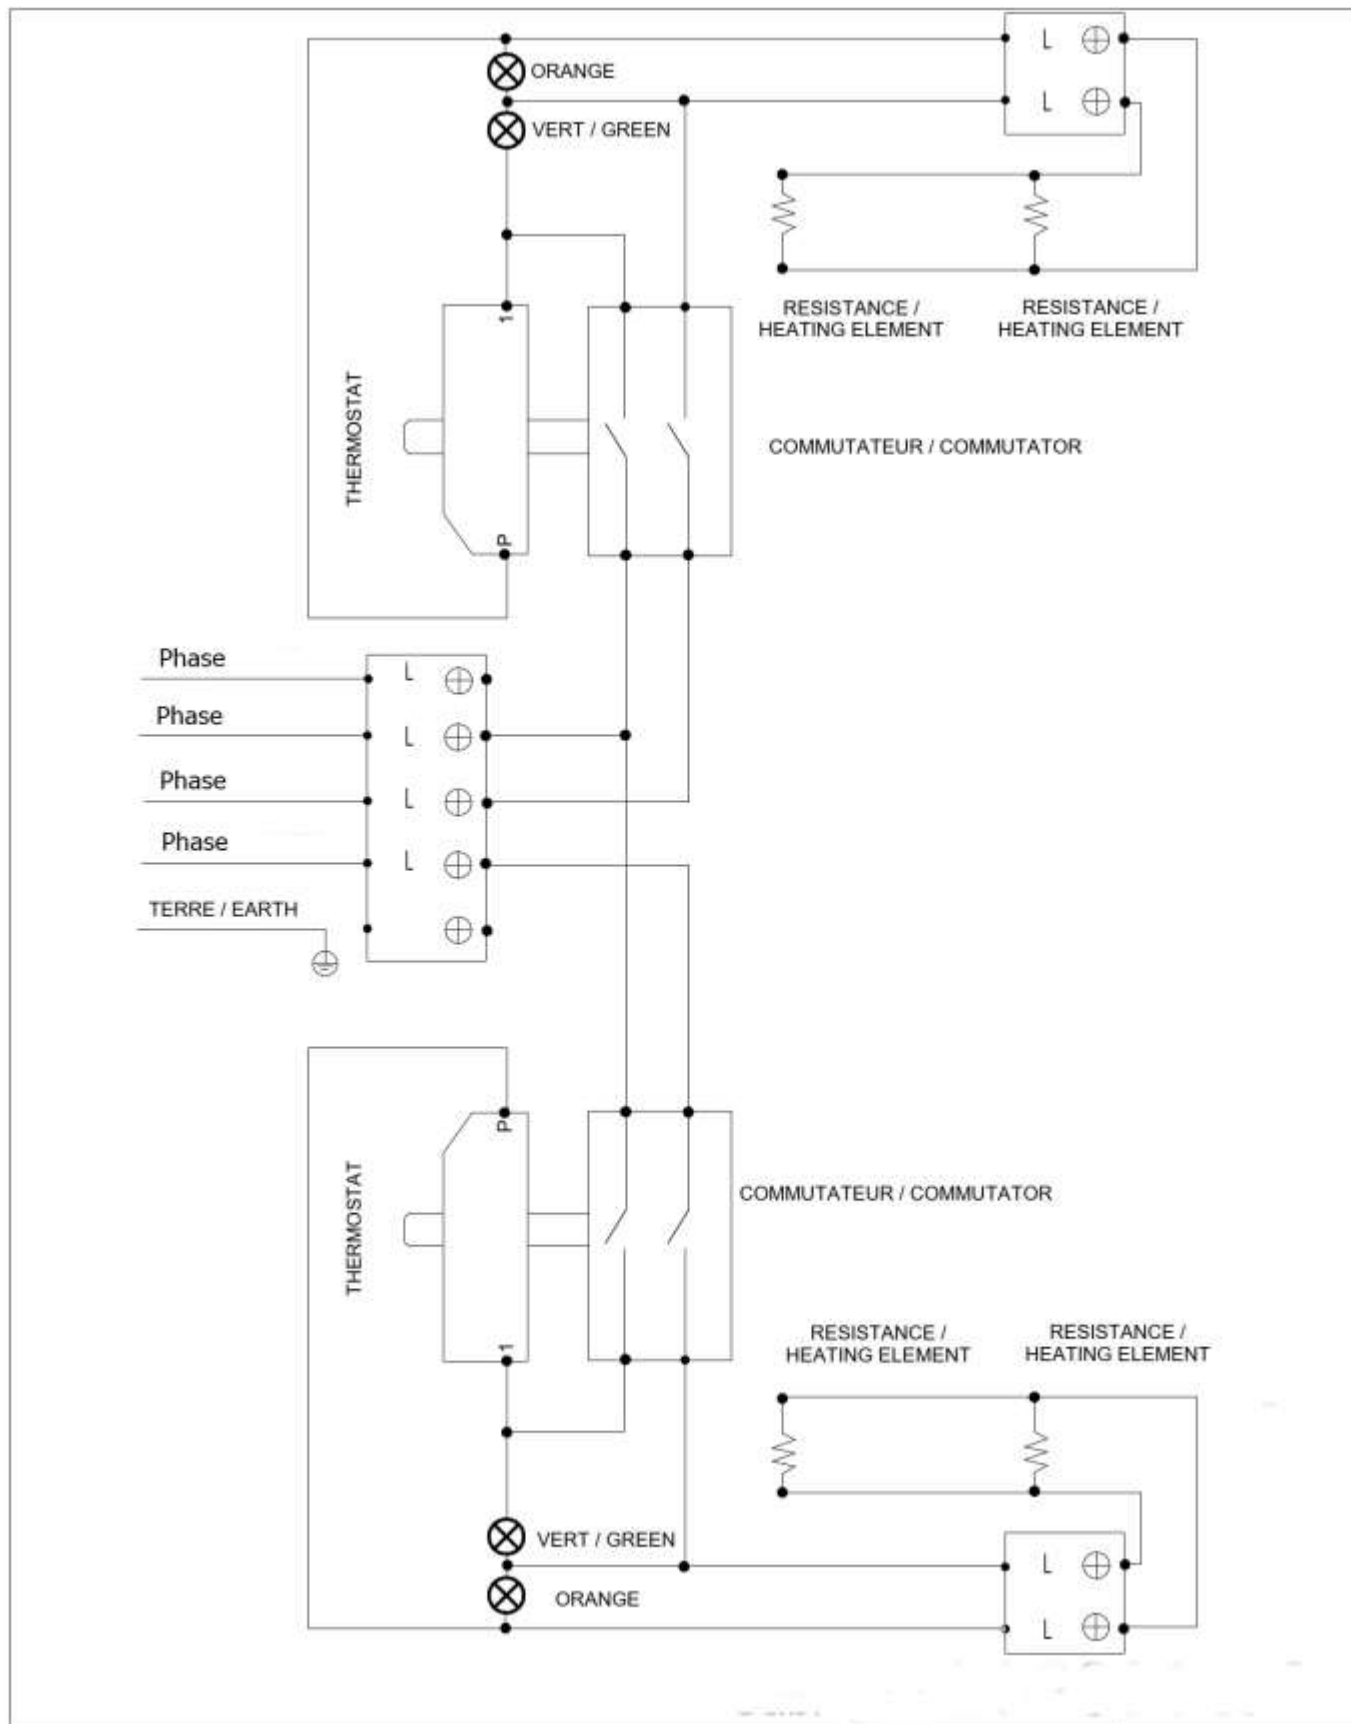 L
ORANGE
L
VERT / GREEN
1
RESISTANCE /
HEATING ELEMENT
RESISTANCE /
HEATING ELEMENT
THERMOSTAT
COMMUTATEUR / COMMUTATOR
P
Phase
L
Phase
L
Phase
L
Phase
L
TERRE / EARTH
P
THERMOSTAT
COMMUTATEUR / COMMUTATOR
1
RESISTANCE /
HEATING ELEMENT
RESISTANCE /
HEATING ELEMENT
VERT / GREEN
L
ORANGE
L